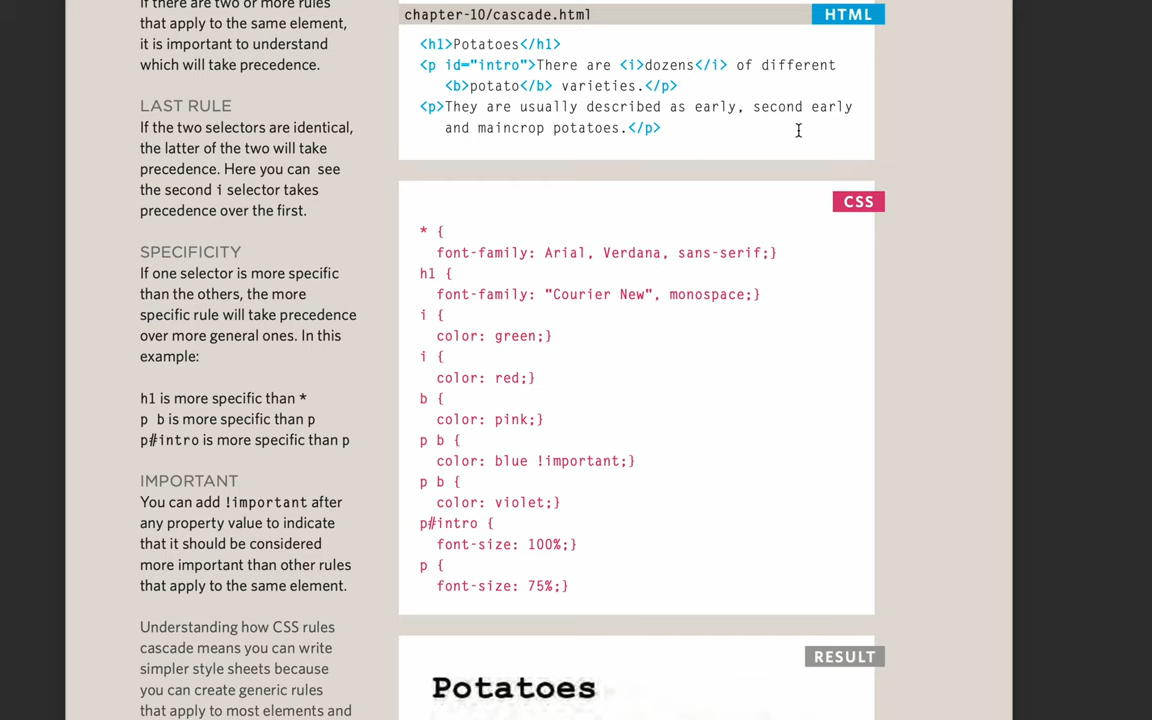 If there are two or more rules
that apply to the same element,
it is important to understand
which will take precedence.
LAST RULE
If the two selectors are identical,
the latter of the two will take
precedence. Here you can see
the second i selector takes
precedence over the first.
SPECIFICITY
If one selector is more specific
than the others, the more
specific rule will take precedence
over more general ones. In this
example:
h1 is more specific than *
p b is more specific than p
p#intro is more specific than p
IMPORTANT
You can add !important after
any property value to indicate
that it should be considered
more important than other rules
that apply to the same element.
Understanding how CSS rules
cascade means you can write
simpler style sheets because
you can create generic rules
that apply to most elements and
chapter-10/cascade.html
HTML
<h1>Potatoes</h1>
<p id="intro">There are <i>dozens</i> of different
<b>potato</b> varieties.</p>
<p>They are usually described as early, second early
and maincrop potatoes.</p>
CSS
* {
font-family: Arial, Verdana, sans-serif;}
h1 {
font-family: "Courier New", monospace;}
i {
color: green;}
i {
color: red;}
b {
color: pink;}
p b {
color: blue !important;}
p b {
color: violet;}
p#intro {
font-size: 100%;}
p {
font-size: 75%;}
RESULT
Potatoes